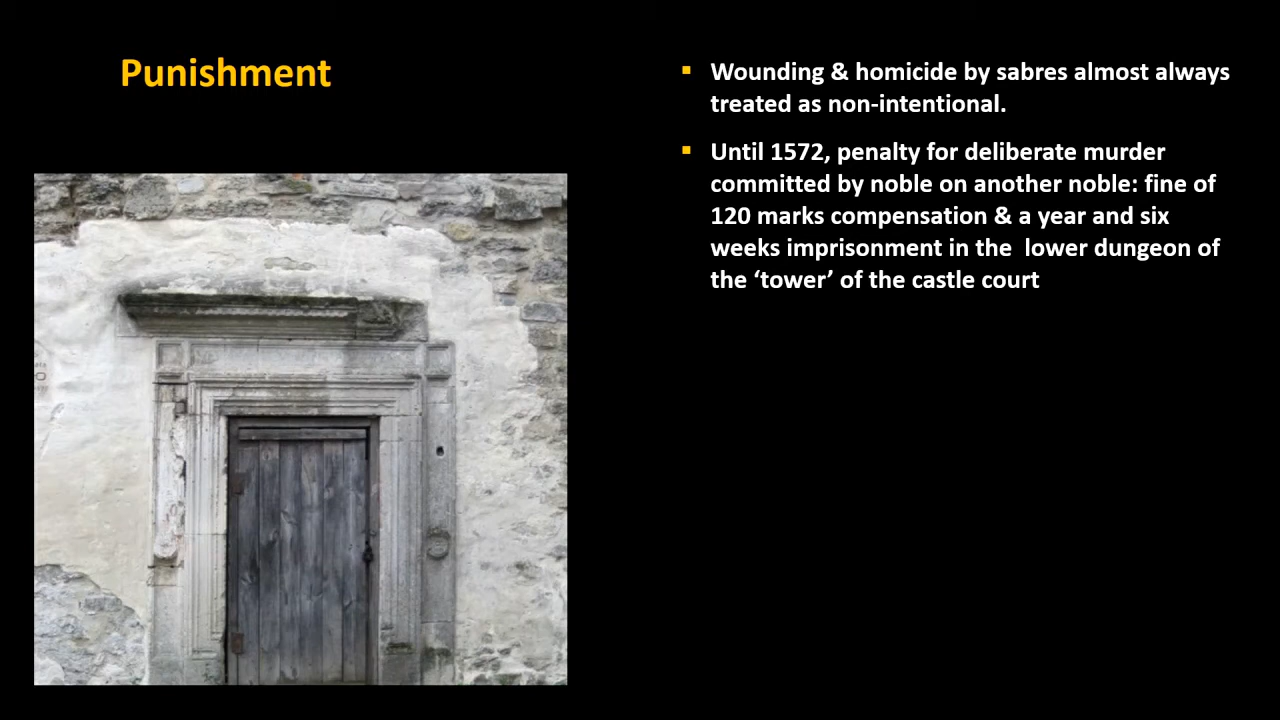 Punishment
▪ Wounding & homicide by sabres almost always
treated as non-intentional.
▪ Until 1572, penalty for deliberate murder
committed by noble on another noble: fine of
120 marks compensation & a year and six
weeks imprisonment in the lower dungeon of
the ‘tower’ of the castle court